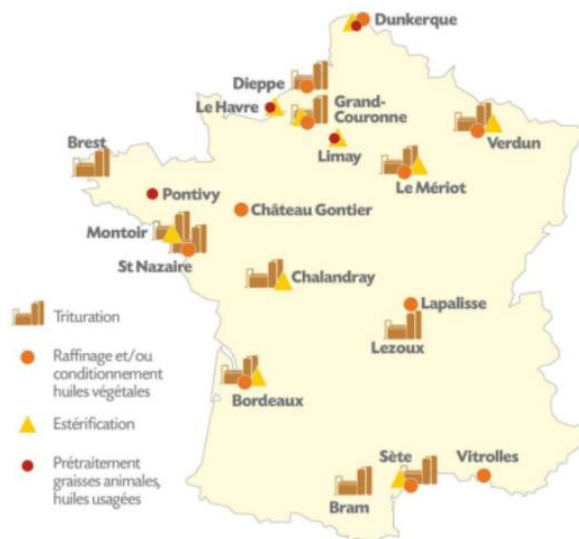 Dunkerque
Dieppe
Le Havre
Grand-
Couronne
Verdun
Limay
Brest
Le Mériot
Pontivy
Château Gontier
Montoir
St Nazaire
Chalandray
Lapalisse
Lezoux
Bordeaux
Sète
Vitrolles
Bram
Trituration
Raffinage et/ou
conditionnement
huiles végétales
Estérification
Prétraitement
graisses animales,
huiles usagées